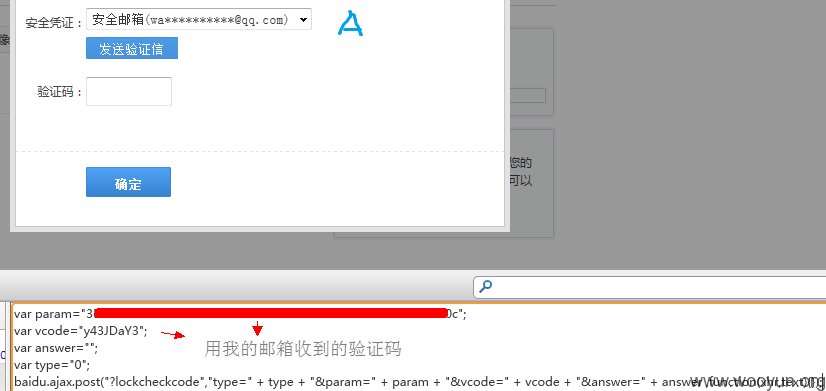 像
安全凭证：
安全邮箱(wa**********@qq.com)
A
发送验证信
验证码：
您的
可以
确定
var param="3 0c";
var vcode="y43JDaY3";
var answer="";
用我的邮箱收到的验证码
var type="0";
baidu.ajax.post("?lockcheckcode","type=" + type + "&param=" + param + "&vcode=" + vcode + "&answer=" + answer,function(xhr,text){
www.wooyun.org